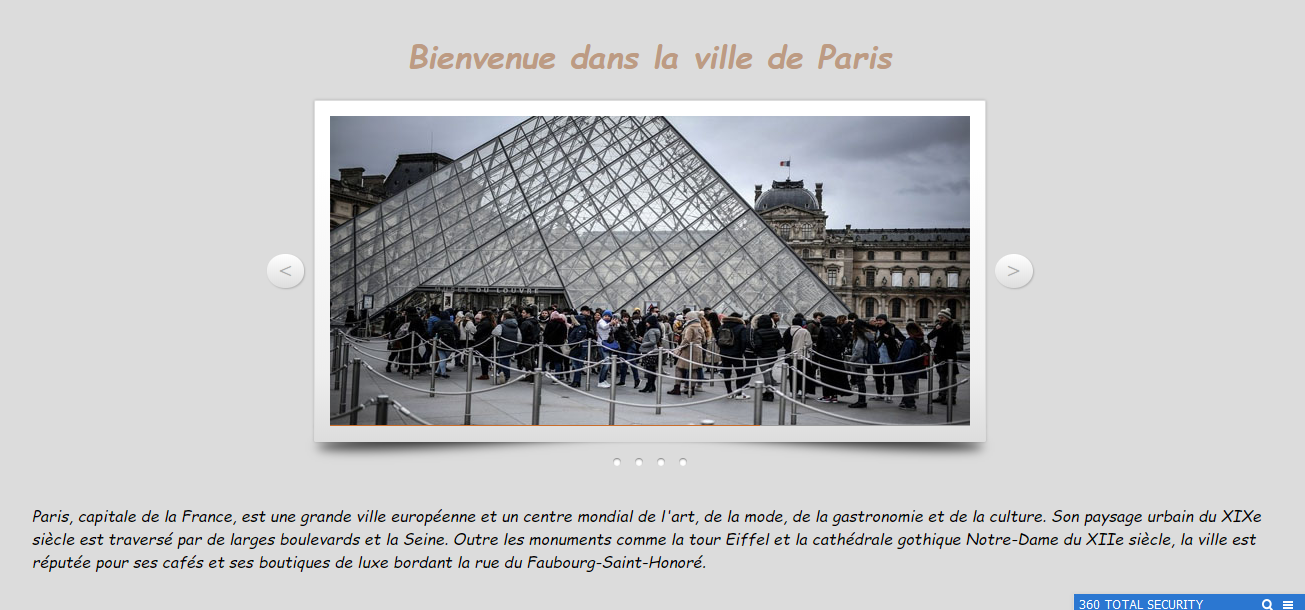 Bienvenue dans la ville de Paris
MUSÉE DU LOUVRE
<
>
Paris, capitale de la France, est une grande ville européenne et un centre mondial de l'art, de la mode, de la gastronomie et de la culture. Son paysage urbain du XIXe
siècle est traversé par de larges boulevards et la Seine. Outre les monuments comme la tour Eiffel et la cathédrale gothique Notre-Dame du XIIe siècle, la ville est
réputée pour ses cafés et ses boutiques de luxe bordant la rue du Faubourg-Saint-Honoré.
360 TOTAL SECURITY